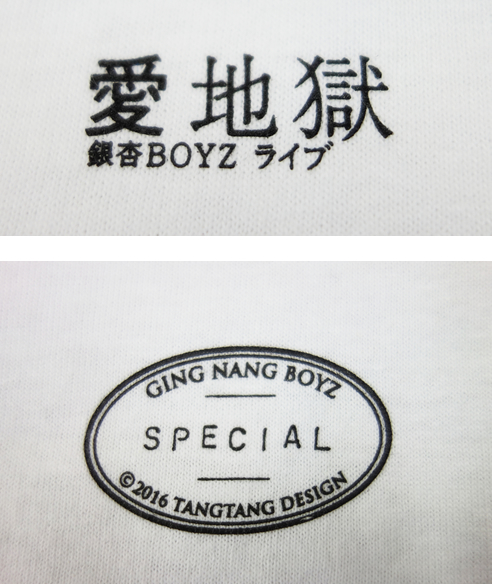 愛地獄
銀杏BOYZ ライブ
GING NANG BOYZ
SPECIAL
©2016 TANGTANG DESIGN